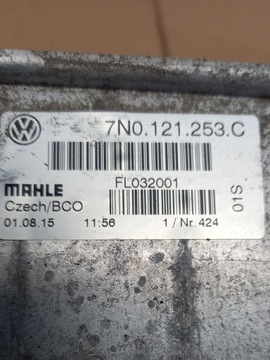 7N0.121.253.C
FL032001
MAHLE
Czech/BCO
01.08.15 11:56 1 / Nr. 424
01S